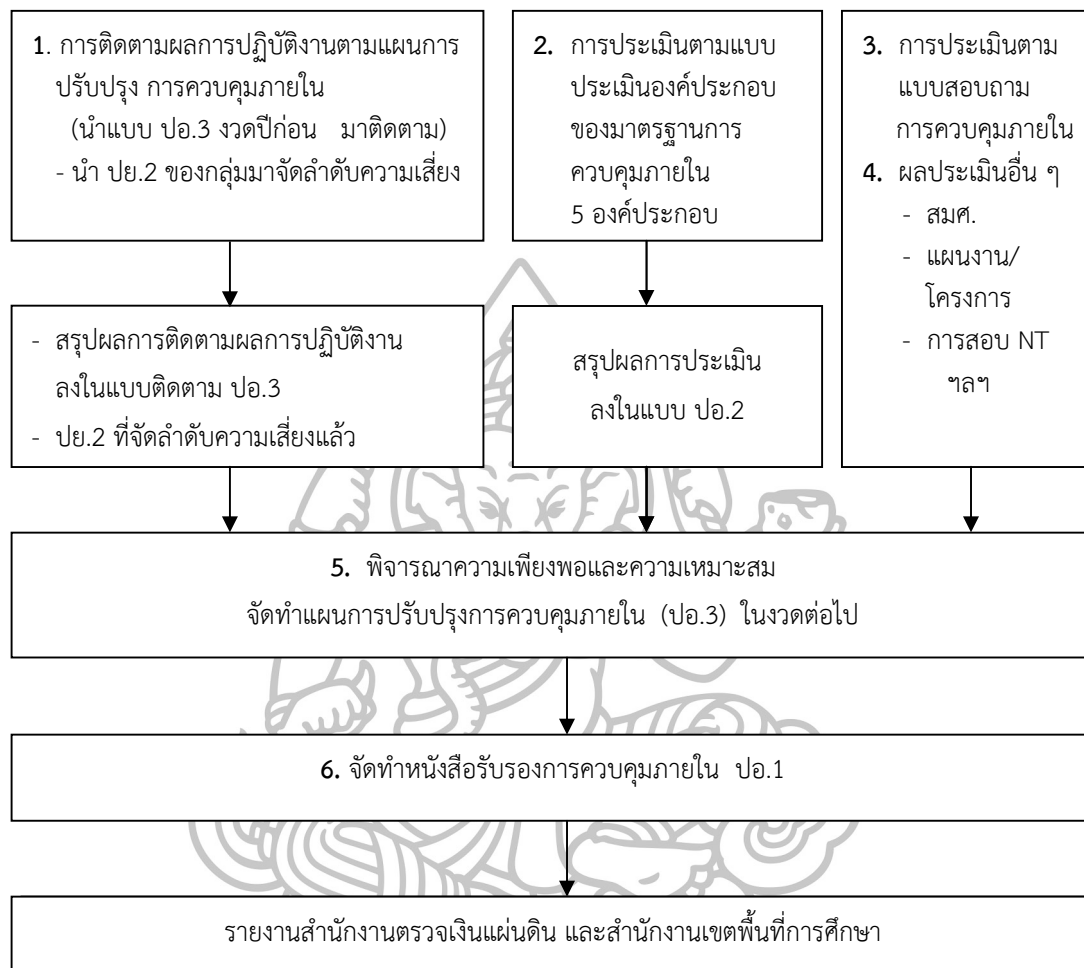 1. การติดตามผลการปฏิบัติงานตามแผนการ
ปรับปรุง การควบคุมภายใน
(นำแบบ ปอ.3 งวดปีก่อน มาติดตาม)
- นำ ปย.2 ของกลุ่มมาจัดลำดับความเสี่ยง
2. การประเมินตามแบบ
ประเมินองค์ประกอบ
ของมาตรฐานการ
ควบคุมภายใน
5 องค์ประกอบ
3. การประเมินตาม
แบบสอบถาม
การควบคุมภายใน
4. ผลประเมินอื่น ๆ
- สมศ.
- แผนงาน/
โครงการ
- การสอบ NT
ฯลฯ
- สรุปผลการติดตามผลการปฏิบัติงาน
ลงในแบบติดตาม ปอ.3
- ปย.2 ที่จัดลำดับความเสี่ยงแล้ว
สรุปผลการประเมิน
ลงในแบบ ปอ.2
5. พิจารณาความเพียงพอและความเหมาะสม
จัดทำแผนการปรับปรุงการควบคุมภายใน (ปอ.3) ในงวดต่อไป
6. จัดทำหนังสือรับรองการควบคุมภายใน ปอ.1
รายงานสำนักงานตรวจเงินแผ่นดิน และสำนักงานเขตพื้นที่การศึกษา